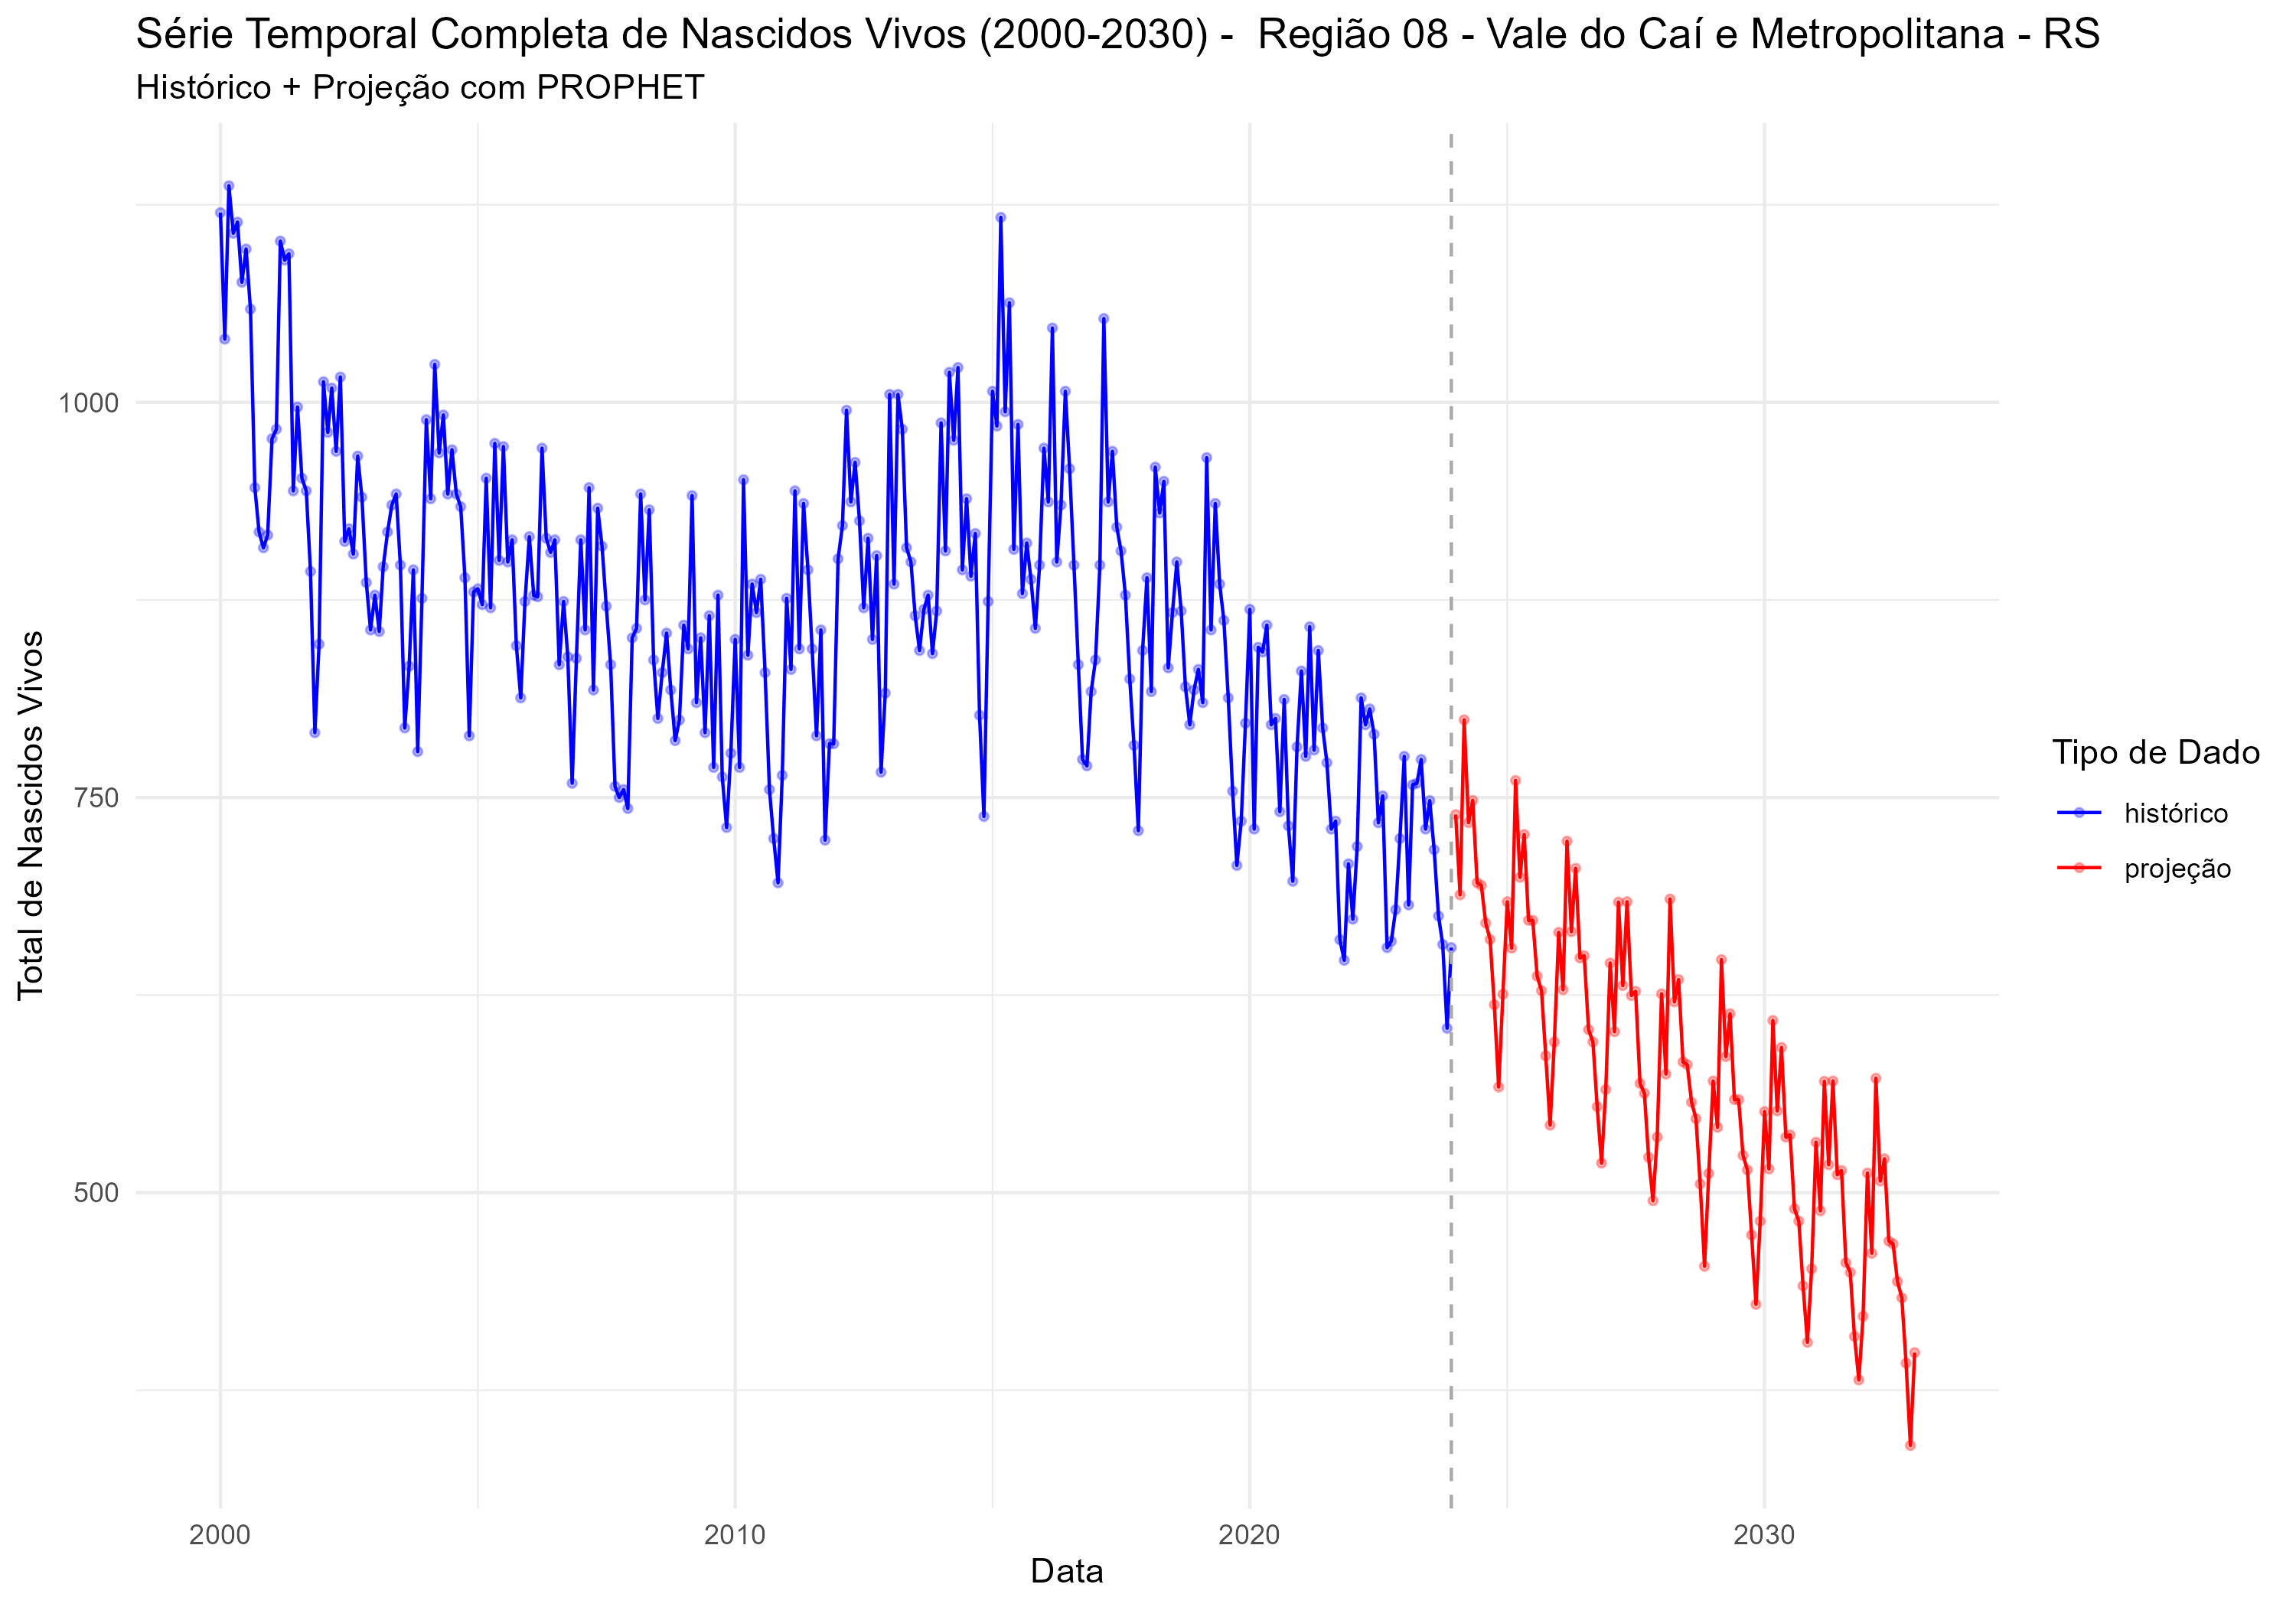 Série Temporal Completa de Nascidos Vivos (2000-2030) -  Região 08 - Vale do Caí e Metropolitana - RS
Histórico + Projeção com PROPHET
Total de Nascidos Vivos
1000
750
500
2000
2010
2020
2030
Data
Tipo de Dado
histórico
projeção